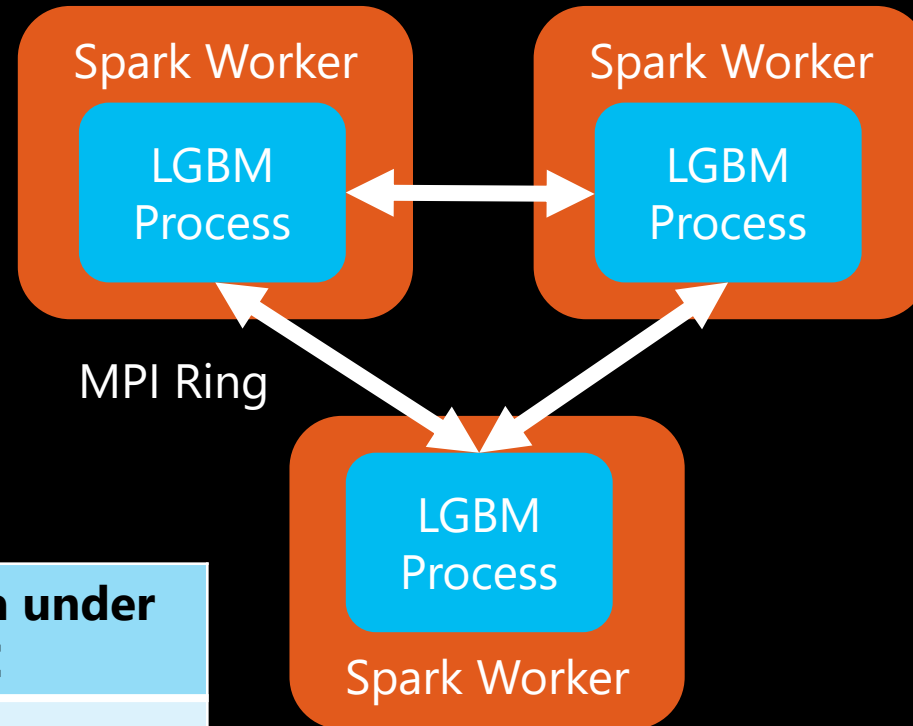 Spark Worker
LGBM
Process
Spark Worker
LGBM
Process
MPI Ring
LGBM
Process
Spark Worker
under